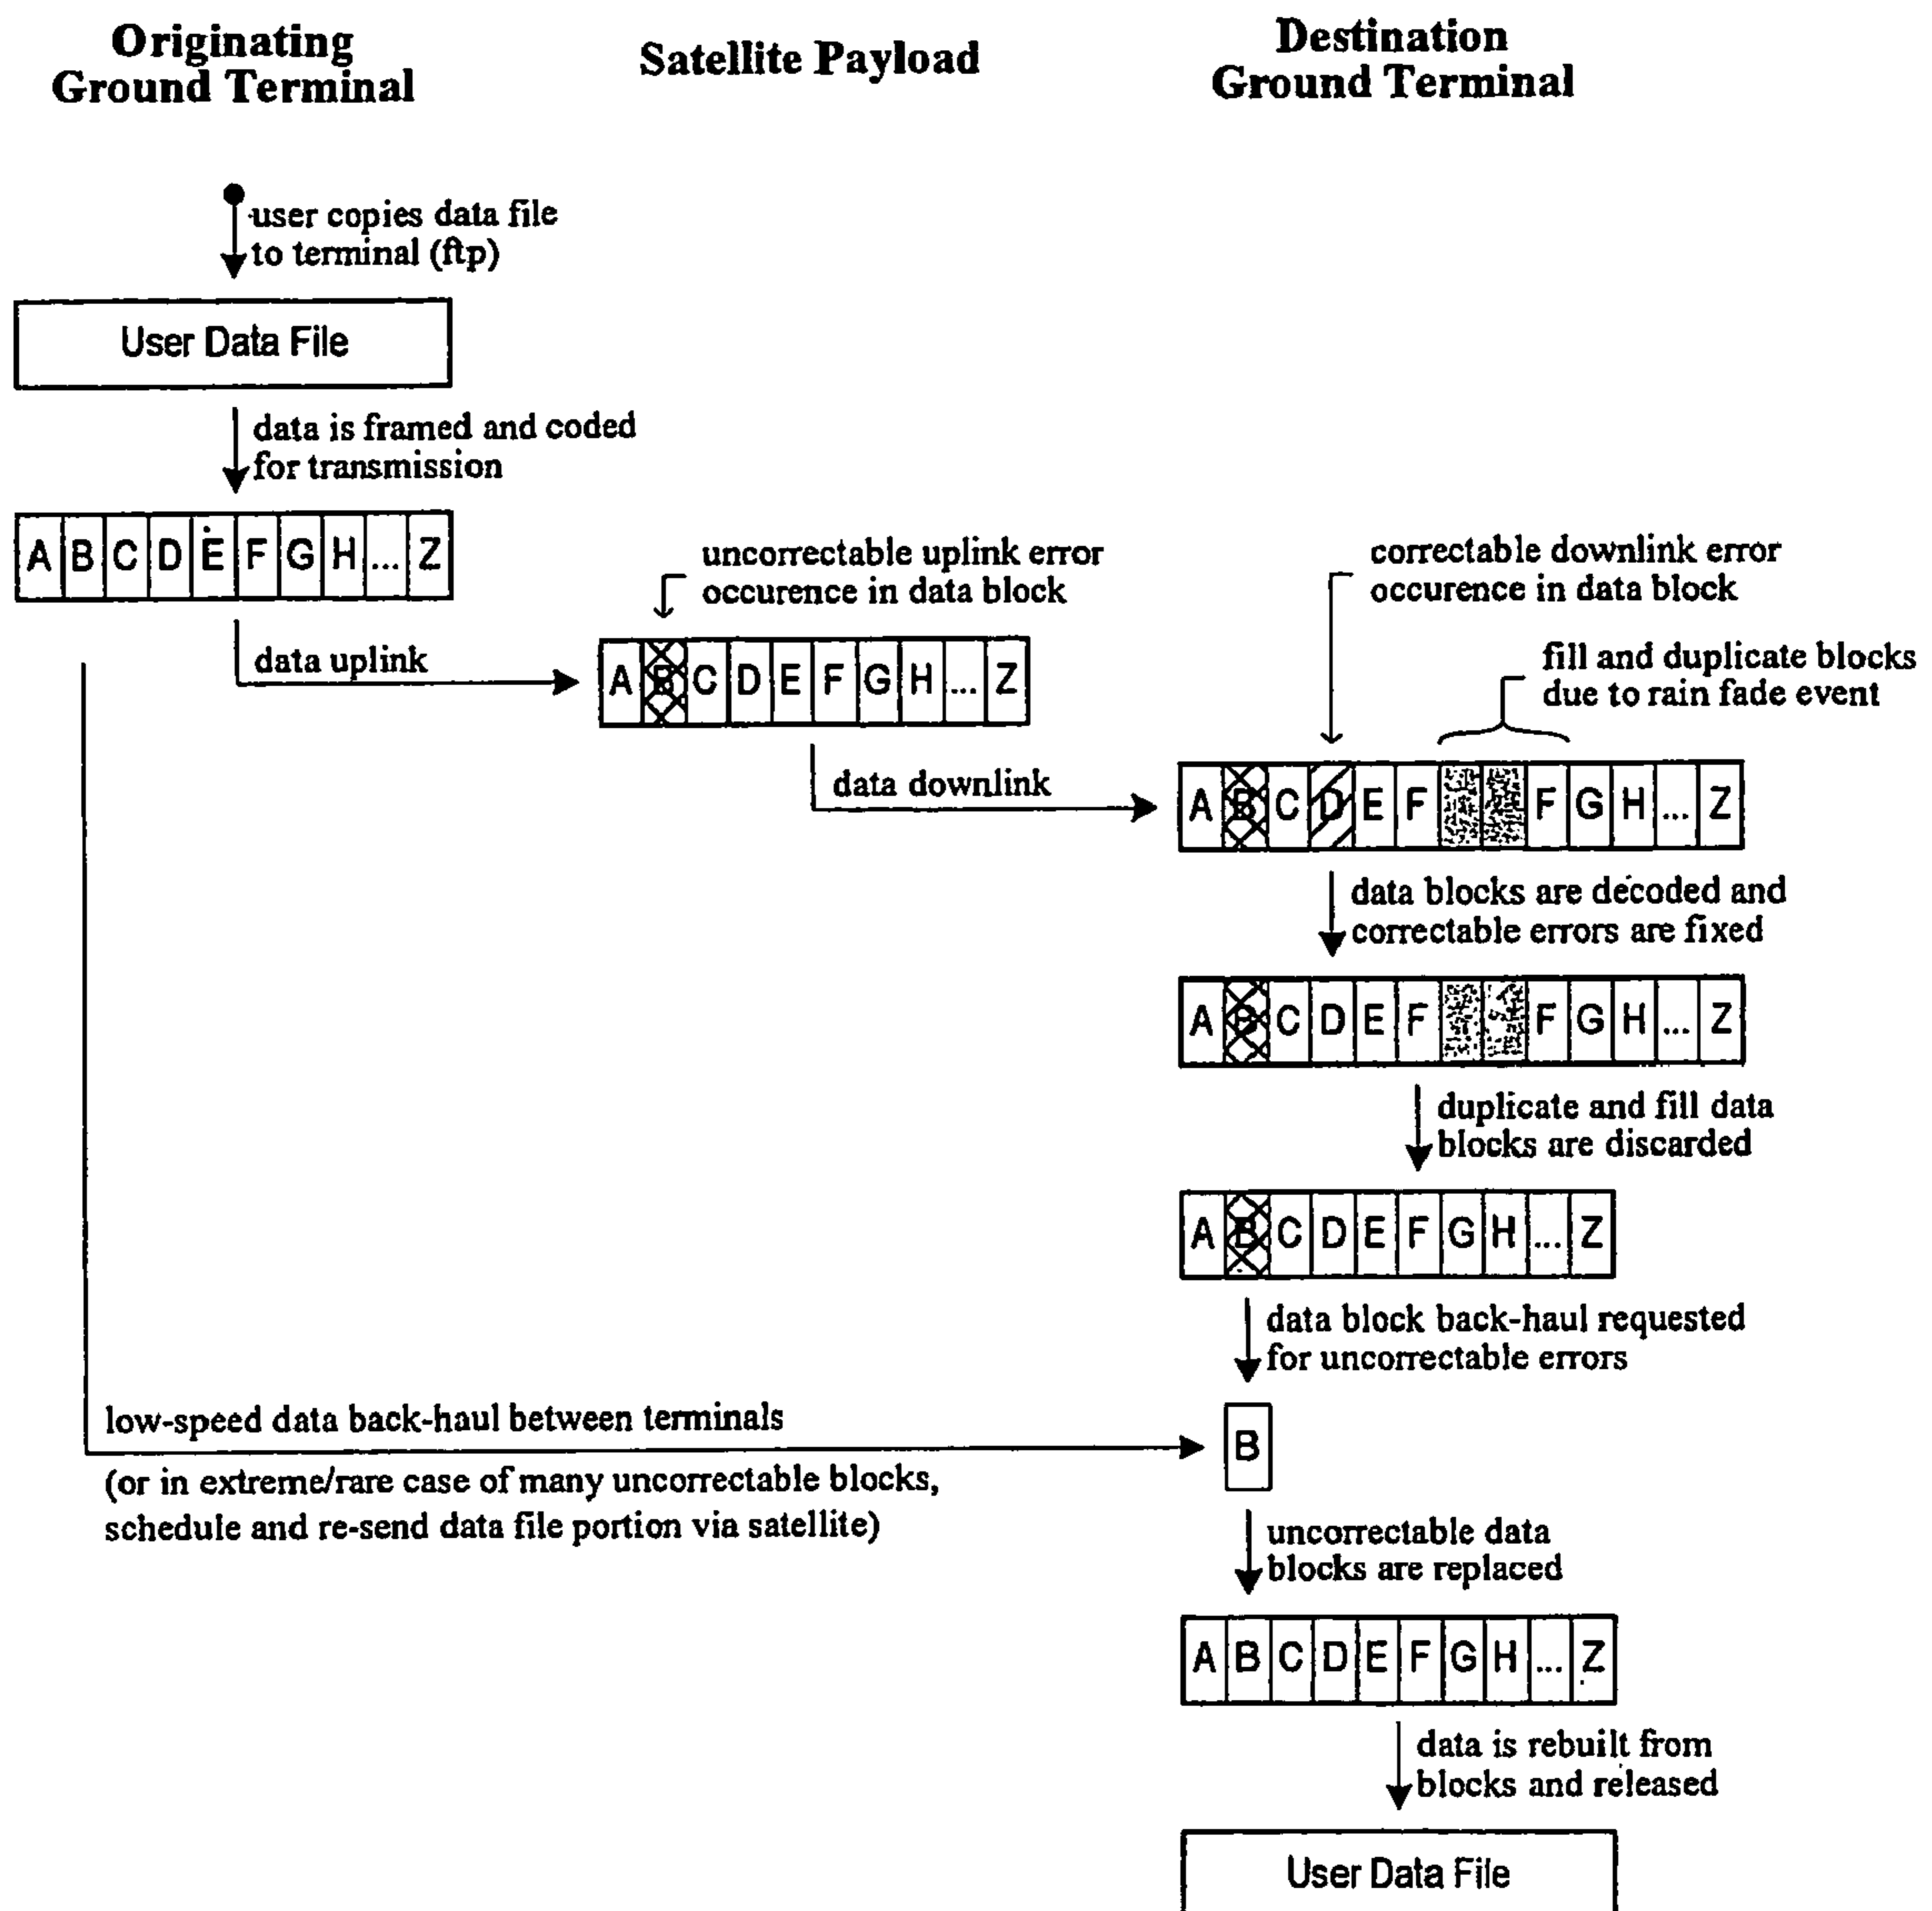 Originating
Ground Terminal
Satellite Payload
Destination
Ground Terminal
user copies data file
to terminal (ftp)
User Data File
data is framed and coded
for transmission
A B C D E F G H ... Z
data uplink
uncorrectable uplink error
occurence in data block
A B C D E F G H ... Z
data downlink
correctable downlink error
occurence in data block
fill and duplicate blocks
due to rain fade event
A B C D E F F G H ... Z
data blocks are decoded and
correctable errors are fixed
A B C D E F F G H ... Z
duplicate and fill data
blocks are discarded
A B C D E F G H ... Z
data block back-haul requested
for uncorrectable errors
low-speed data back-haul between terminals
(or in extreme/rare case of many uncorrectable blocks,
schedule and re-send data file portion via satellite)
B
uncorrectable data
blocks are replaced
A B C D E F G H ... Z
data is rebuilt from
blocks and released
User Data File